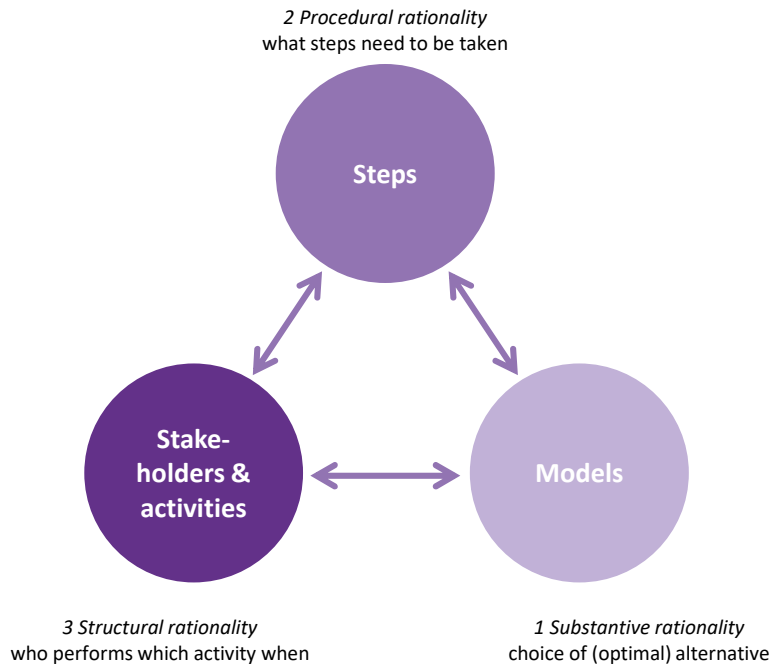 2 Procedural rationality
what steps need to be taken
Steps
Stake-
holders &
activities
Models
3 Structural rationality
who performs which activity when
1 Substantive rationality
choice of (optimal) alternative